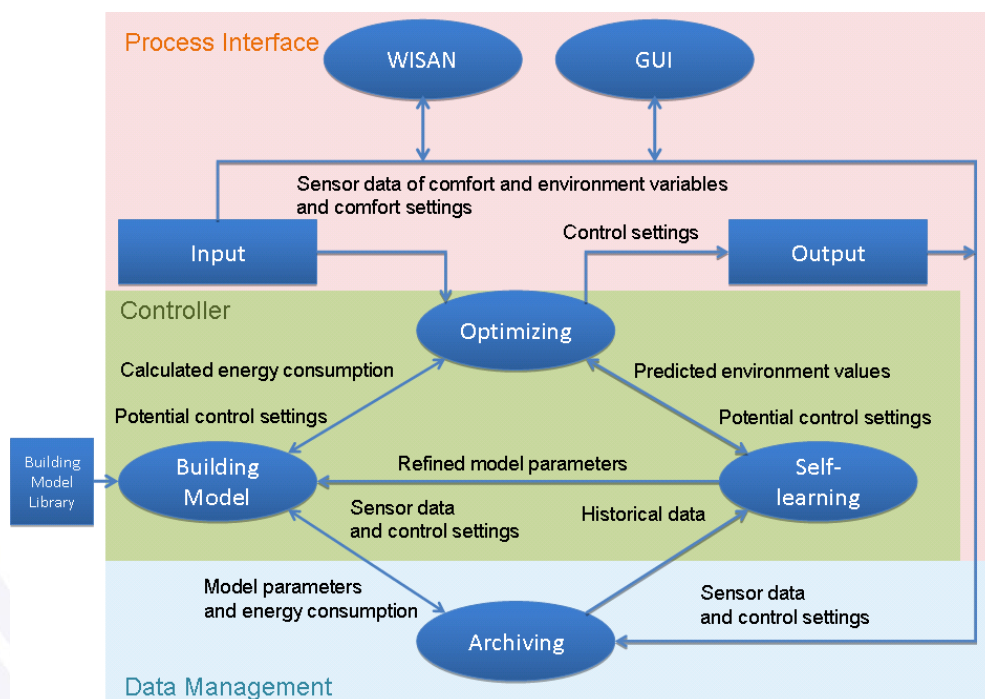 Process Interface
WISAN
GUI
Sensor data of comfort and environment variables
and comfort settings
Input
Control settings
Output
Controller
Optimizing
Calculated energy consumption
Predicted environment values
Potential control settings
Potential control settings
Building
Model
Library
Building
Model
Refined model parameters
Self-
learning
Sensor data
and control settings
Historical data
Model parameters
and energy consumption
Sensor data
and control settings
Archiving
Data Management